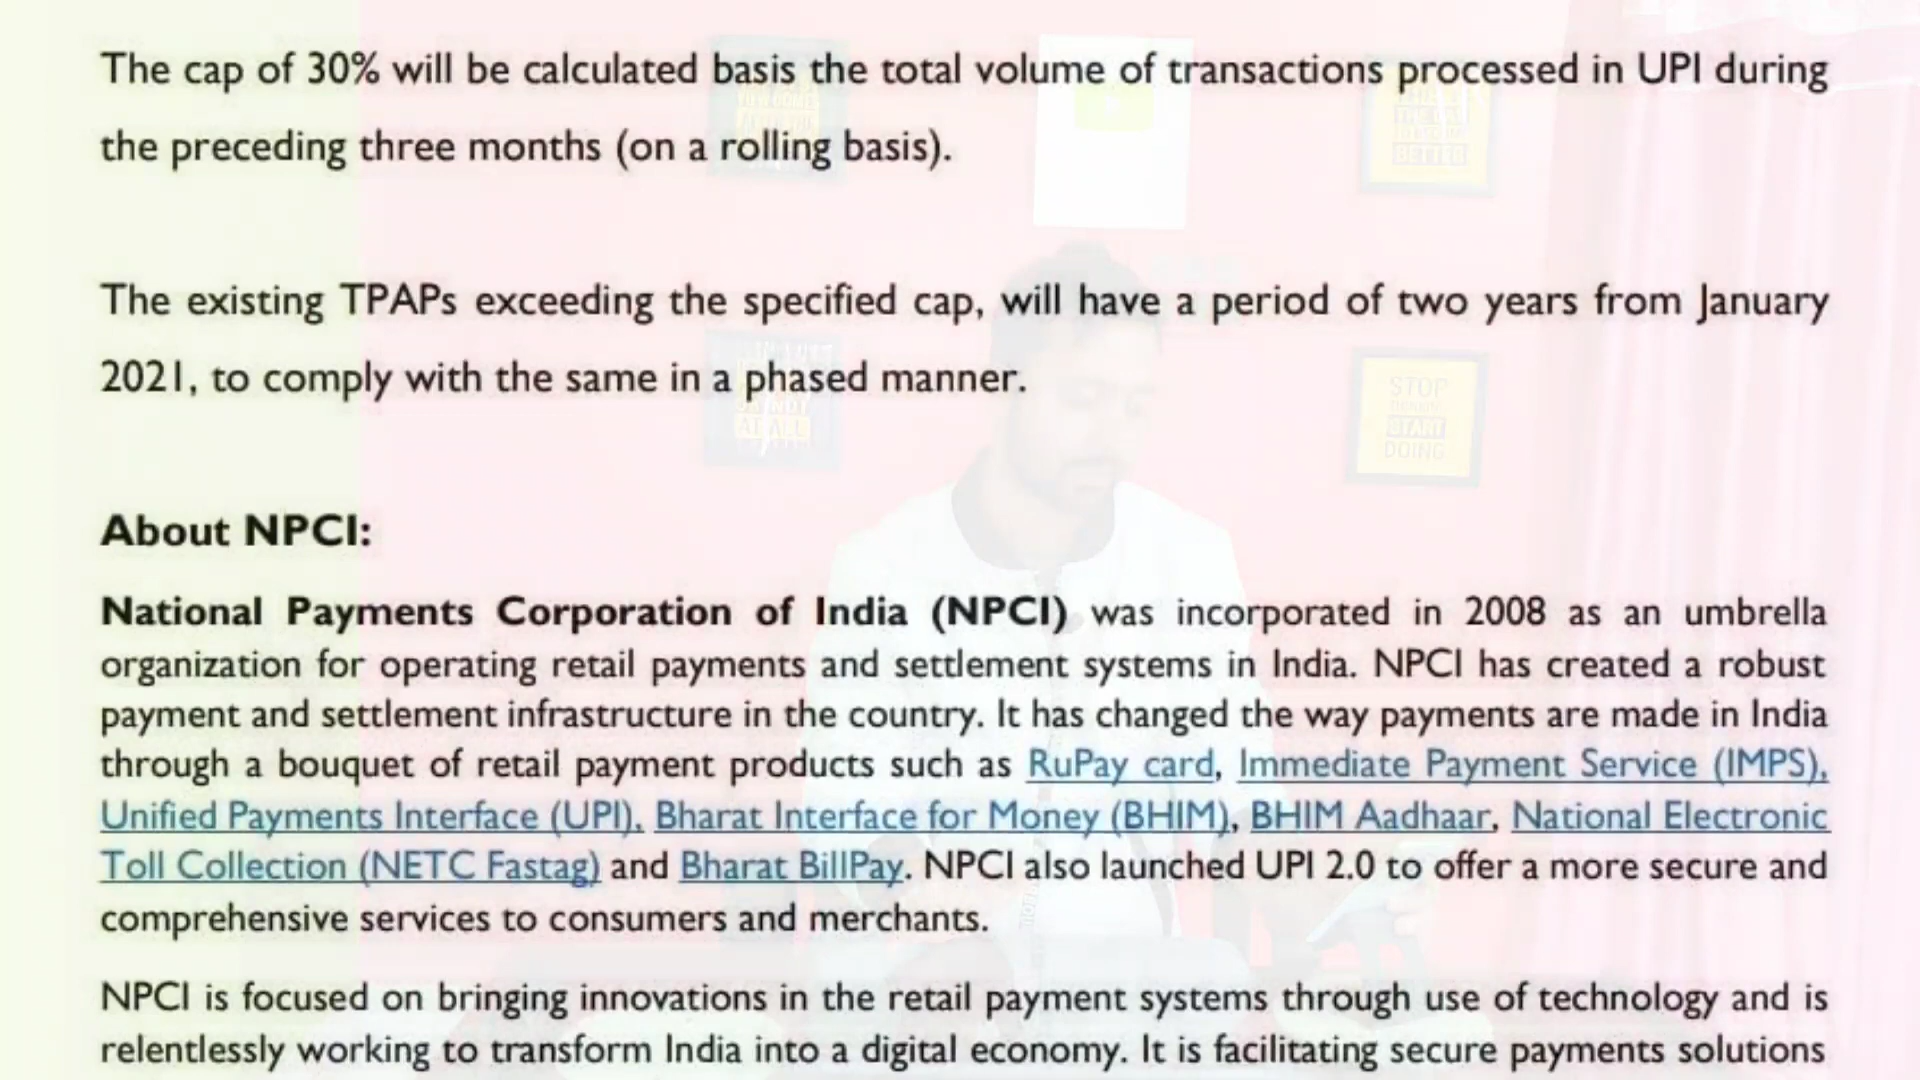 The cap of 30% will be calculated basis the total volume of transactions processed in UPI during
the preceding three months (on a rolling basis).
The existing TPAPs exceeding the specified cap, will have a period of two years from January
2021, to comply with the same in a phased manner.
About NPCI:
National Payments Corporation of India (NPCI) was incorporated in 2008 as an umbrella
organization for operating retail payments and settlement systems in India. NPCI has created a robust
payment and settlement infrastructure in the country. It has changed the way payments are made in India
through a bouquet of retail payment products such as RuPay card, Immediate Payment Service (IMPS),
Unified Payments Interface (UPI), Bharat Interface for Money (BHIM), BHIM Aadhaar, National Electronic
Toll Collection (NETC Fastag) and Bharat BillPay. NPCI also launched UPI 2.0 to offer a more secure and
comprehensive services to consumers and merchants.
NPCI is focused on bringing innovations in the retail payment systems through use of technology and is
relentlessly working to transform India into a digital economy. It is facilitating secure payments solutions
BETTER
AT ALL
STOP
START
DOING